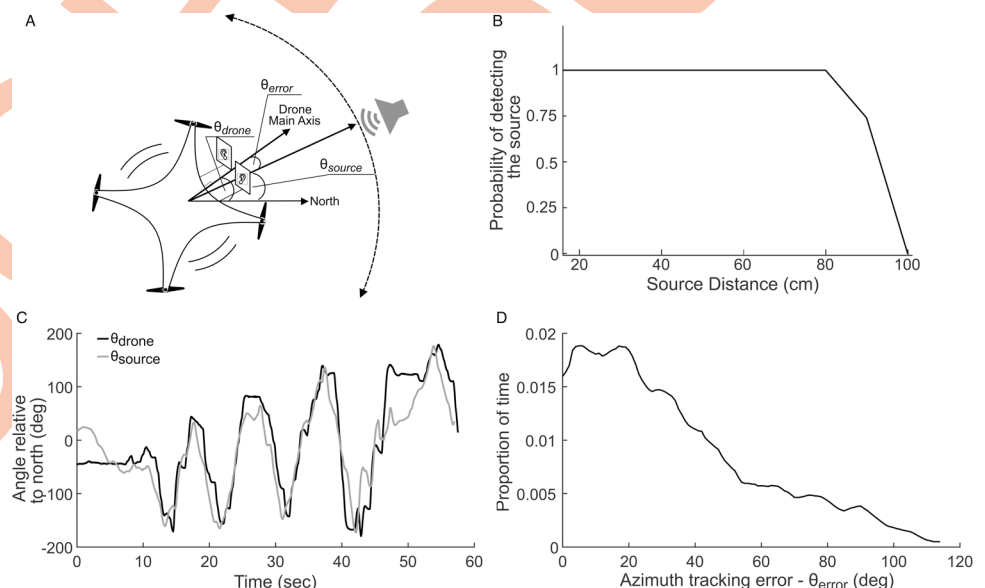 A
θerror
Drone
Main Axis
θdrone
θsource
North
B
Probability of detecting
the source
1
0.75
0.5
0.25
0
20 40 60 80 100
Source Distance (cm)
C
θdrone
θsource
Angle relative
to north (deg)
200
100
0
-100
-200
0 10 20 30 40 50 60
Time (sec)
D
Proportion of time
0.02
0.015
0.01
0.005
0
0 20 40 60 80 100 120
Azimuth tracking error - θerror (deg)